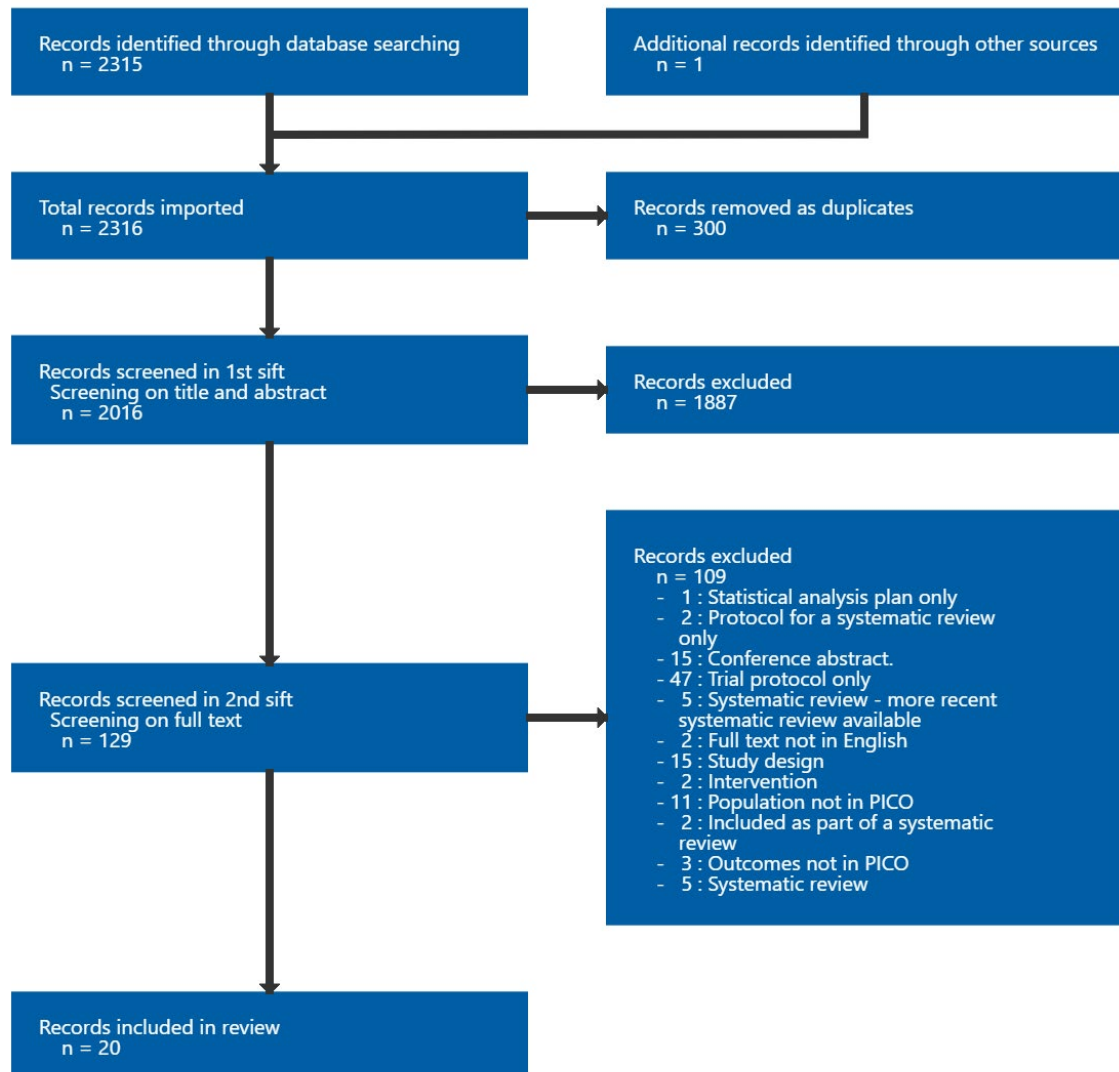 Records identified through database searching
n = 2315
Additional records identified through other sources
n = 1
Total records imported
n = 2316
Records removed as duplicates
n = 300
Records screened in 1st sift
Screening on title and abstract
n = 2016
Records excluded
n = 1887
Records screened in 2nd sift
Screening on full text
n = 129
Records excluded
n = 109
- 1 : Statistical analysis plan only
- 2 : Protocol for a systematic review
only
- 15 : Conference abstract.
- 47 : Trial protocol only
- 5 : Systematic review - more recent
systematic review available
- 2 : Full text not in English
- 15 : Study design
- 2 : Intervention
- 11 : Population not in PICO
- 2 : Included as part of a systematic
review
- 3 : Outcomes not in PICO
- 5 : Systematic review
Records included in review
n = 20